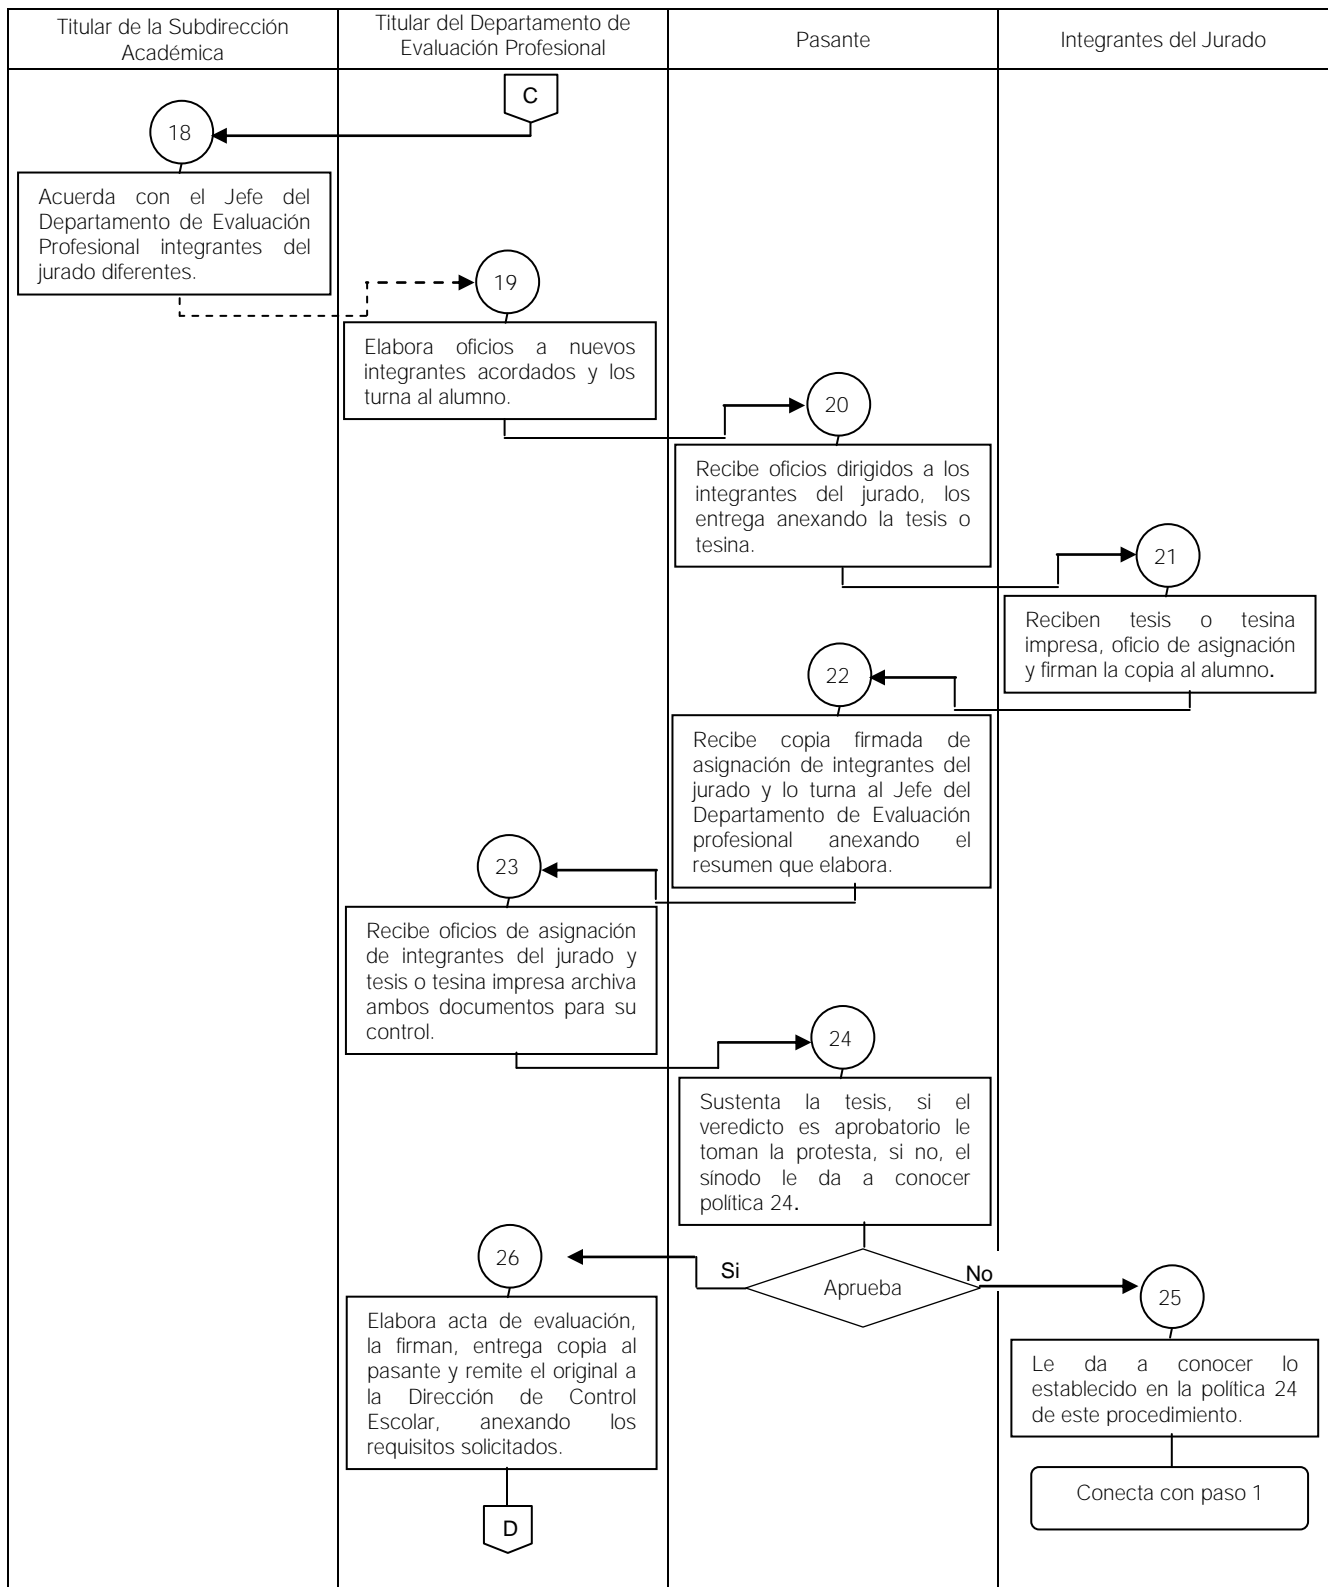 Titular de la Subdirección
Académica
Titular del Departamento de
Evaluación Profesional
Pasante
Integrantes del Jurado
C
18
Acuerda con el Jefe del
Departamento de Evaluación
Profesional integrantes del
jurado diferentes.
19
Elabora oficios a nuevos
integrantes acordados y los
turna al alumno.
20
Recibe oficios dirigidos a los
integrantes del jurado, los
entrega anexando la tesis o
tesina.
21
Reciben tesis o tesina
impresa, oficio de asignación
y firman la copia al alumno.
22
Recibe copia firmada de
asignación de integrantes del
jurado y lo turna al Jefe del
Departamento de Evaluación
profesional anexando el
resumen que elabora.
23
Recibe oficios de asignación
de integrantes del jurado y
tesis o tesina impresa archiva
ambos documentos para su
control.
24
Sustenta la tesis, si el
veredicto es aprobatorio le
toman la protesta, si no, el
sínodo le da a conocer
política 24.
Aprueba
Si
No
26
Elabora acta de evaluación,
la firman, entrega copia al
pasante y remite el original a
la Dirección de Control
Escolar, anexando los
requisitos solicitados.
D
25
Le da a conocer lo
establecido en la política 24
de este procedimiento.
Conecta con paso 1